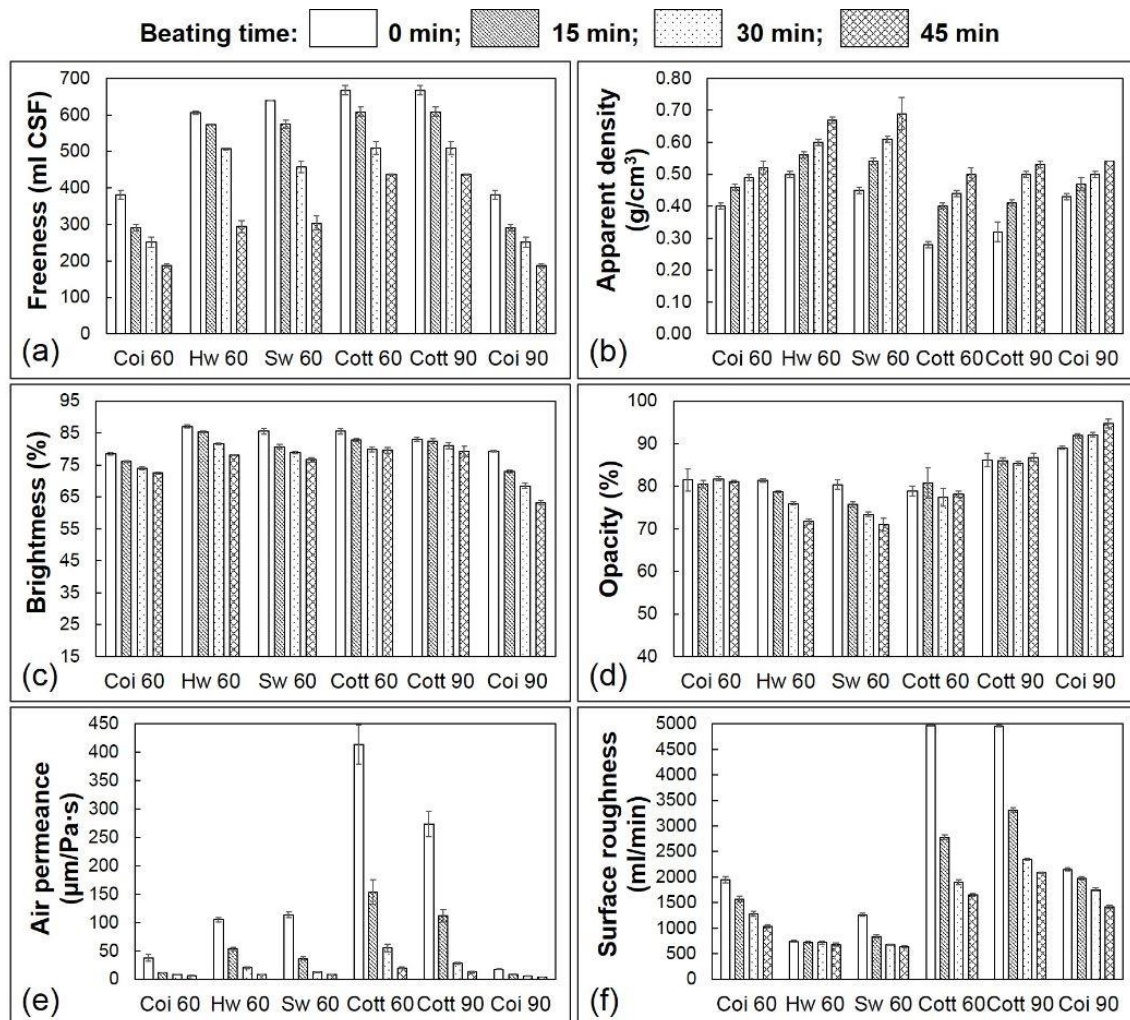 Beating time: 0 min; 15 min; 30 min; 45 min
Freeness (ml CSF)
700
600
500
400
300
200
100
0
(a)
Coi 60 Hw 60 Sw 60 Cott 60 Cott 90 Coi 90
Apparent density
(g/cm³)
0.80
0.70
0.60
0.50
0.40
0.30
0.20
0.10
0.00
(b)
Coi 60 Hw 60 Sw 60 Cott 60 Cott 90 Coi 90
Brightness (%)
95
85
75
65
55
45
35
25
15
(c)
Coi 60 Hw 60 Sw 60 Cott 60 Cott 90 Coi 90
Opacity (%)
100
90
80
70
60
50
40
(d)
Coi 60 Hw 60 Sw 60 Cott 60 Cott 90 Coi 90
Air permeance
(µm/Pa·s)
450
400
350
300
250
200
150
100
50
0
(e)
Coi 60 Hw 60 Sw 60 Cott 60 Cott 90 Coi 90
Surface roughness
(ml/min)
5000
4500
4000
3500
3000
2500
2000
1500
1000
500
0
(f)
Coi 60 Hw 60 Sw 60 Cott 60 Cott 90 Coi 90